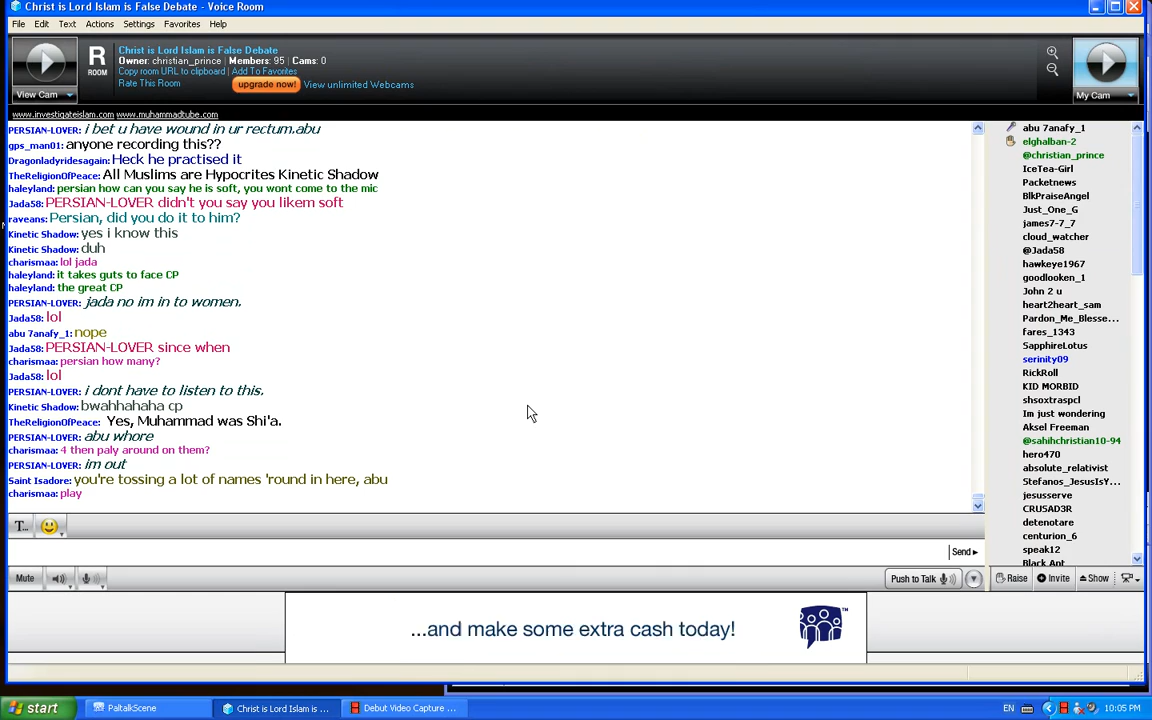 Christ is Lord Islam is False Debate - Voice Room
File Edit Text Actions Settings Favorites Help
View Cam
R
ROOM
Christ is Lord Islam is False Debate
Owner: christian_prince | Members: 95 | Cams: 0
Copy room URL to clipboard | Add To Favorites
Rate This Room
upgrade now! View unlimited Webcams
My Cam
www.investigateislam.com www.muhammadtube.com
PERSIAN-LOVER: i bet u have wound in ur rectum.abu
gps_man01: anyone recording this??
Dragonladyridesagain: Heck he practised it
TheReligionOfPeace: All Muslims are Hypocrites Kinetic Shadow
haleyland: persian how can you say he is soft, you wont come to the mic
Jada58: PERSIAN-LOVER didn't you say you likem soft
raveans: Persian, did you do it to him?
Kinetic Shadow: yes i know this
Kinetic Shadow: duh
charismaa: lol jada
haleyland: it takes guts to face CP
haleyland: the great CP
PERSIAN-LOVER: jada no im in to women.
Jada58: lol
abu 7anafy_1: nope
Jada58: PERSIAN-LOVER since when
charismaa: persian how many?
Jada58: lol
PERSIAN-LOVER: i dont have to listen to this.
Kinetic Shadow: bwahhahaha cp
TheReligionOfPeace: Yes, Muhammad was Shi'a.
PERSIAN-LOVER: abu whore
charismaa: 4 then paly around on them?
PERSIAN-LOVER: im out
Saint Isadore: you're tossing a lot of names 'round in here, abu
charismaa: play
abu 7anafy_1
elghalban-2
@christian_prince
IceTea-Girl
Packetnews
BlkPraiseAngel
Just_One_G
james7-7_7
cloud_watcher
@Jada58
hawkeye1967
goodlooken_1
John 2 u
heart2heart_sam
Pardon_Me_Blesse...
fares_1343
SapphireLotus
serinity09
RickRoll
KID MORBID
shsoxtraspcl
Im just wondering
Aksel Freeman
@sahihchristian10-94
hero470
absolute_relativist
Stefanos_JesusIsY...
jesusserve
CRUSAD3R
detenotare
centurion_6
speak12
Black Ant
T...
Send
Mute
Push to Talk
Raise Invite Show
...and make some extra cash today!
TM
start PaltalkScene Christ is Lord Islam is ... Debut Video Capture ... EN 10:05 PM